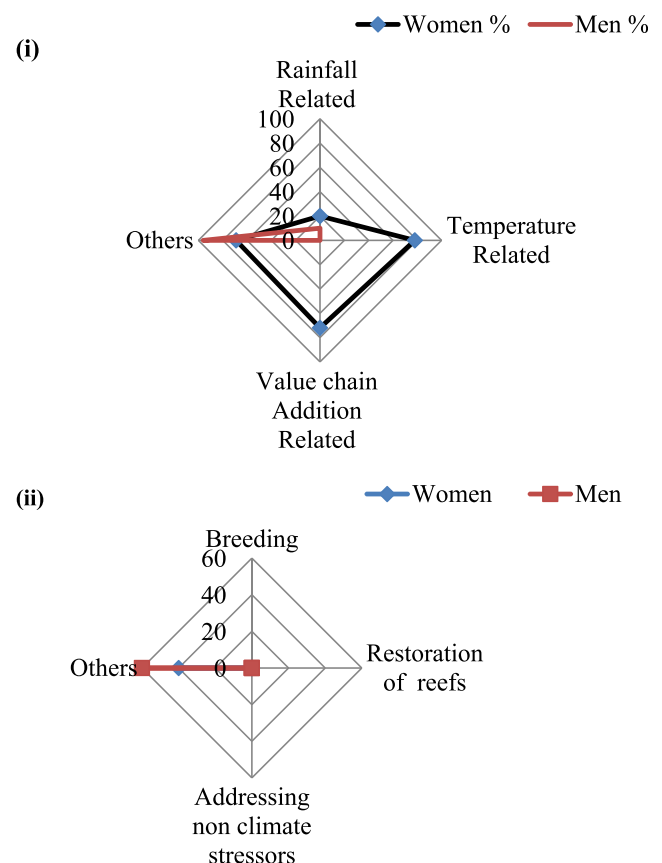 Women % Men %
(i)
Rainfall
Related
100
80
60
40
20
0
Others
Temperature
Related
Value chain
Addition
Related
(ii)
Women Men
Breeding
60
40
20
0
Others
Restoration
of reefs
Addressing
non climate
stressors